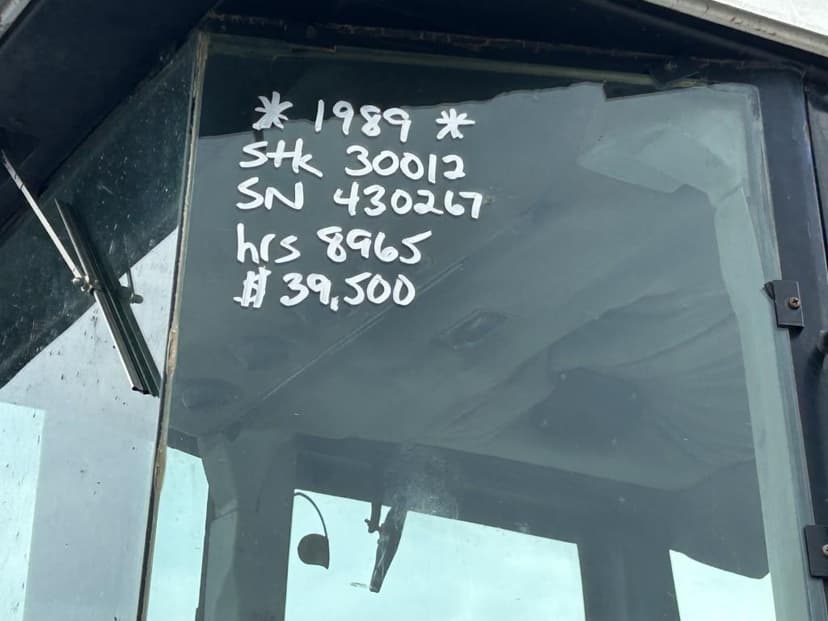 * 1989 *
Stk 30012
SN 430267
hrs 8965
$ 39,500